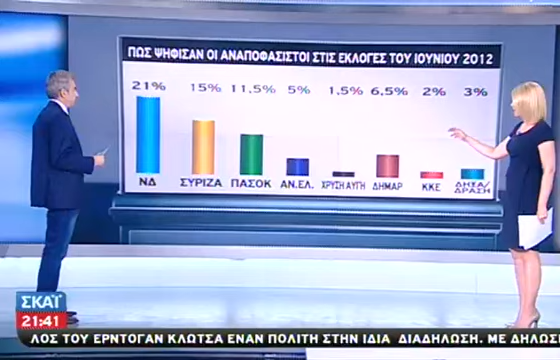 ΠΩΣ ΨΗΦΙΣΑΝ ΟΙ ΑΝΑΠΟΦΑΣΙΣΤΟΙ ΣΤΙΣ ΕΚΛΟΓΕΣ ΤΟΥ ΙΟΥΝΙΟΥ 2012
21% 15% 11,5% 5% 1,5% 6,5% 2% 3%
ΝΔ ΣΥΡΙΖΑ ΠΑΣΟΚ ΑΝ.ΕΛ. ΧΡΥΣΗ ΑΥΓΗ ΔΗΜΑΡ ΚΚΕ ΔΗΞΑ/
ΔΡΑΣΗ
ΣΚΑΪ
21:41
ΛΟΣ ΤΟΥ ΕΡΝΤΟΓΑΝ ΚΛΩΤΣΑ ΕΝΑΝ ΠΟΛΙΤΗ ΣΤΗΝ ΙΔΙΑ ΔΙΑΔΗΛΩΣΗ. ΜΕ ΔΗΛΩΣ